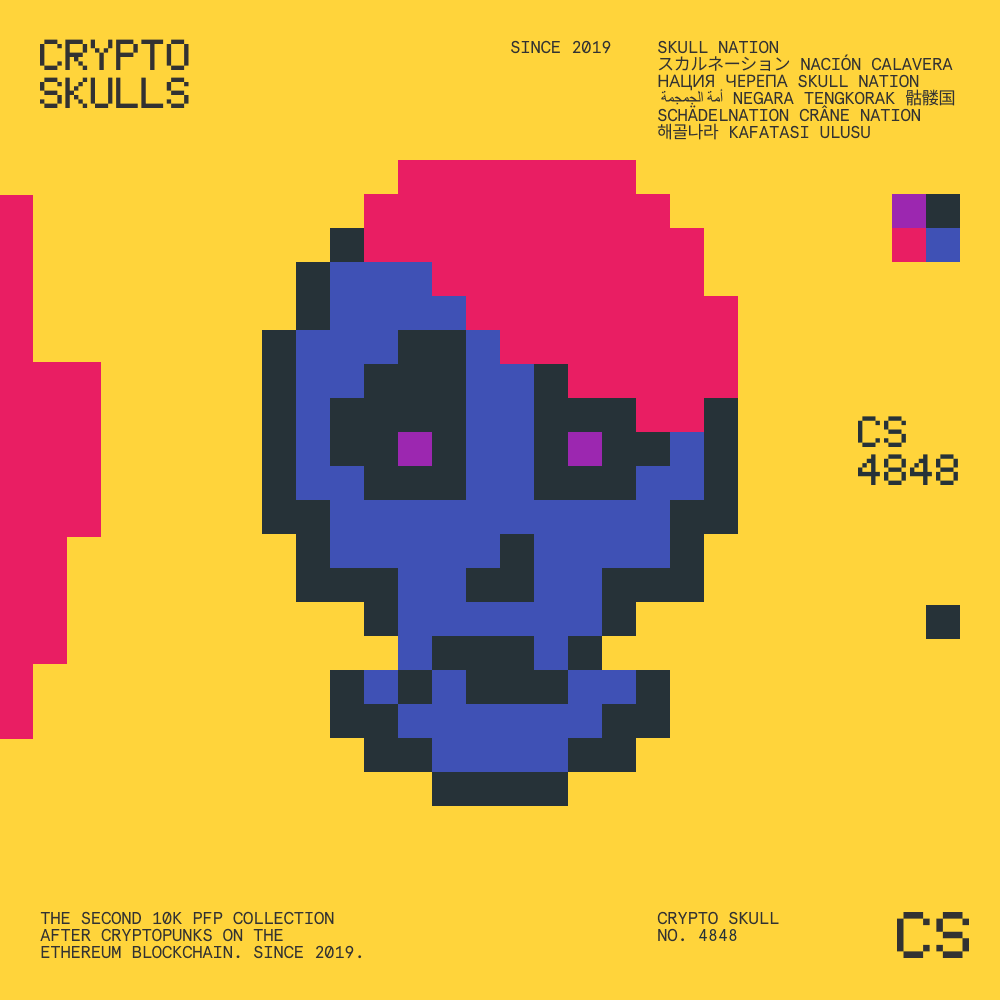 CRYPTO
SKULLS
SINCE 2019
SKULL NATION
スカルネーション NACIÓN CALAVERA
НАЦИЯ ЧЕРЕПА SKULL NATION
أمة الجمجمة NEGARA TENGKORAK 骷髅国
SCHÄDELNATION CRÂNE NATION
해골나라 KAFATASI ULUSU
CS
4848
THE SECOND 10K PFP COLLECTION
AFTER CRYPTOPUNKS ON THE
ETHEREUM BLOCKCHAIN. SINCE 2019.
CRYPTO SKULL
NO. 4848
CS